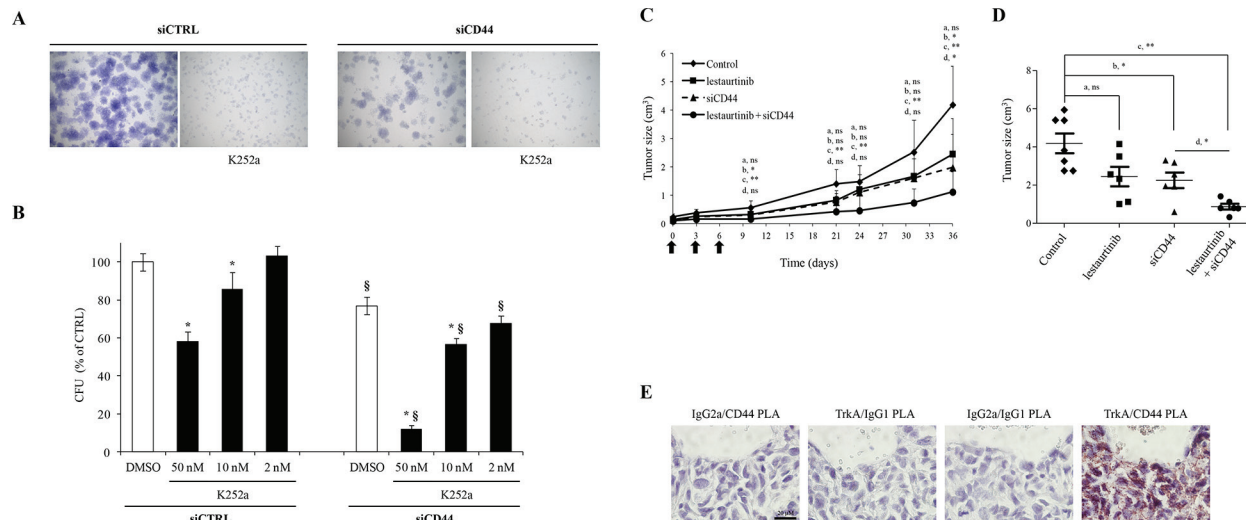 A
siCTRL
siCD44
K252a
K252a
B
CFU (% of CTRL)
100
80
60
40
20
0
*
*
§
* §
* §
§
DMSO
50 nM
10 nM
2 nM
DMSO
50 nM
10 nM
2 nM
K252a
K252a
siCTRL
siCD44
C
Tumor size (cm³)
6
5
4
3
2
1
0
Control
lestaurtinib
siCD44
lestaurtinib + siCD44
a, ns
b, *
c, **
d, ns
a, ns
b, ns
c, **
d, ns
a, ns
b, ns
c, **
d, ns
a, ns
b, ns
c, **
d, ns
a, ns
b, *
c, **
d, *
0 3 6 9 12 15 18 21 24 27 30 33 36
Time (days)
D
Tumor size (cm³)
8
6
4
2
0
c, **
b, *
a, ns
d, *
Control
lestaurtinib
siCD44
lestaurtinib
+ siCD44
E
IgG2a/CD44 PLA
TrkA/IgG1 PLA
IgG2a/IgG1 PLA
TrkA/CD44 PLA